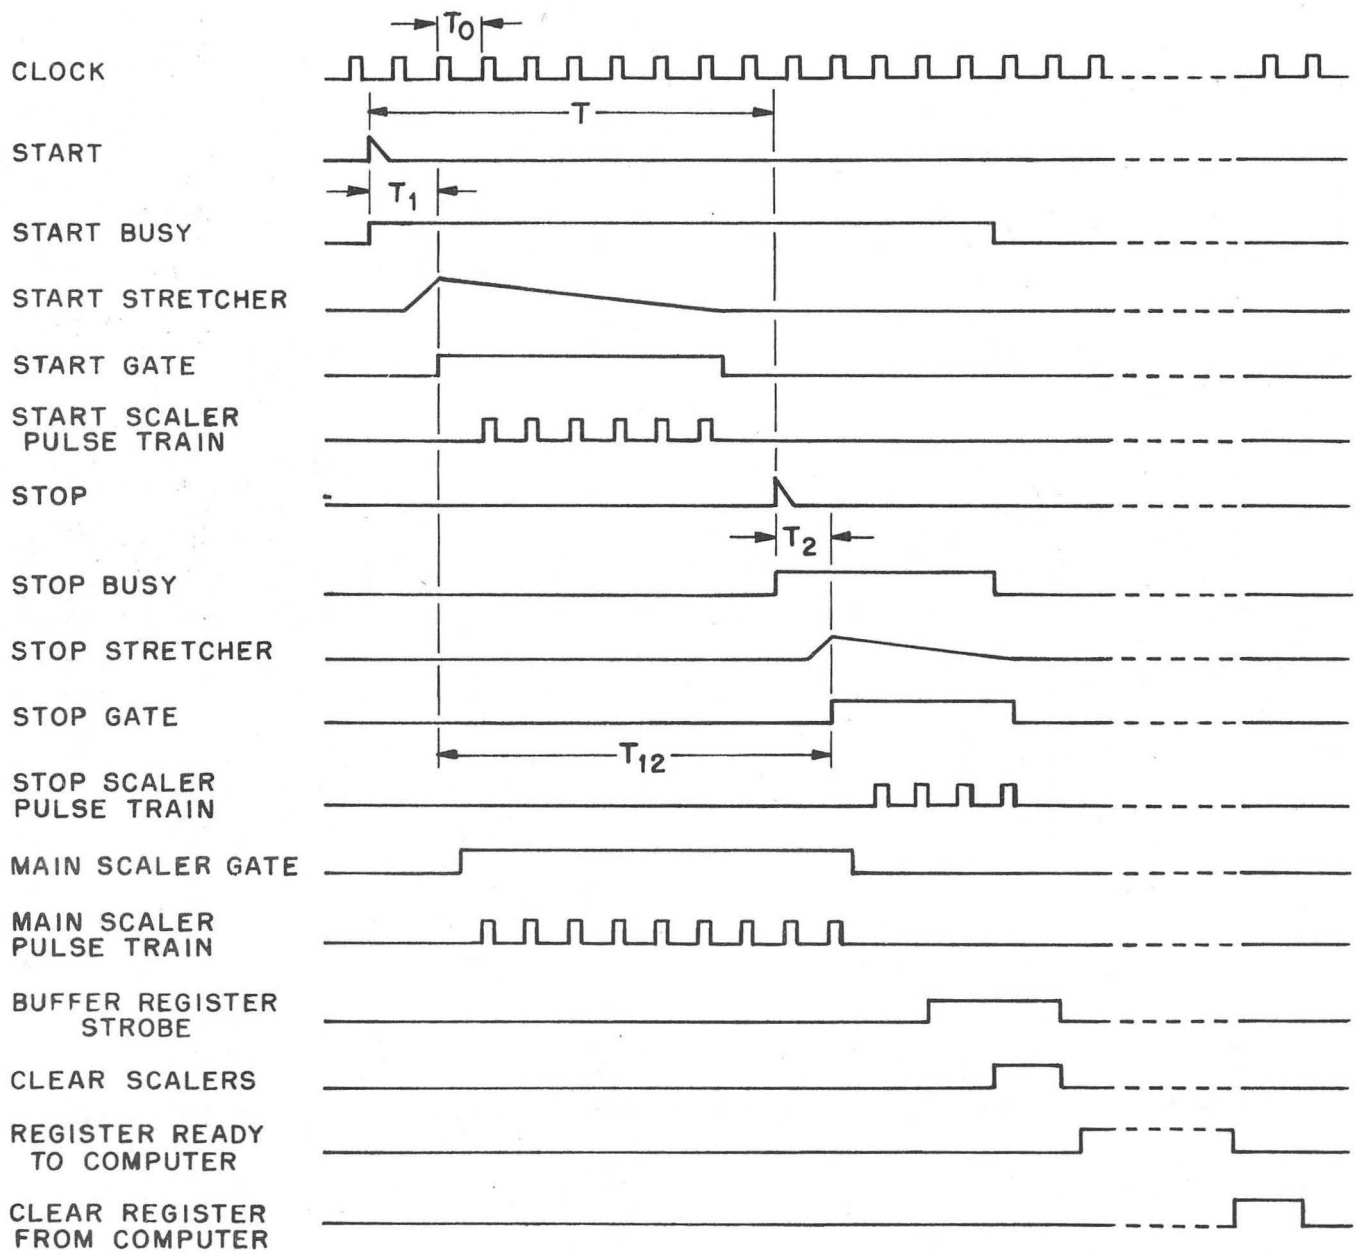 T0
CLOCK
T
START
T1
START BUSY
START STRETCHER
START GATE
START SCALER
PULSE TRAIN
STOP
T2
STOP BUSY
STOP STRETCHER
STOP GATE
T12
STOP SCALER
PULSE TRAIN
MAIN SCALER GATE
MAIN SCALER
PULSE TRAIN
BUFFER REGISTER
STROBE
CLEAR SCALERS
REGISTER READY
TO COMPUTER
CLEAR REGISTER
FROM COMPUTER